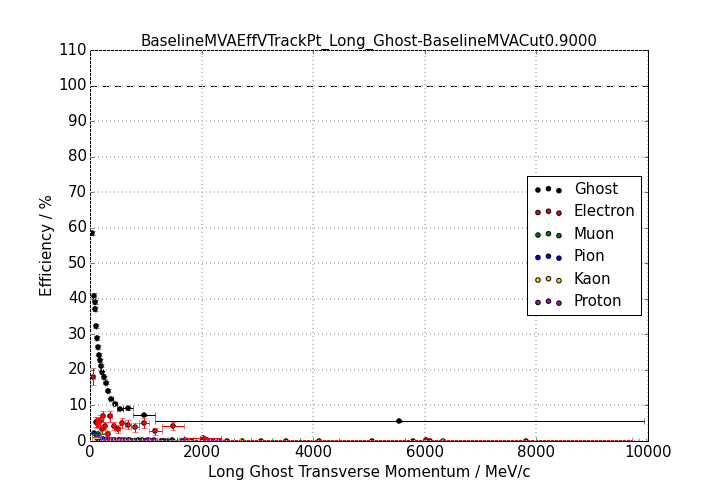 BaselineMVAEffVTrackPt_Long_Ghost-BaselineMVACut0.9000
110
100
90
80
70
60
50
40
30
20
10
0
Efficiency / %
Ghost
Electron
Muon
Pion
Kaon
Proton
0 2000 4000 6000 8000 10000
Long Ghost Transverse Momentum / MeV/c